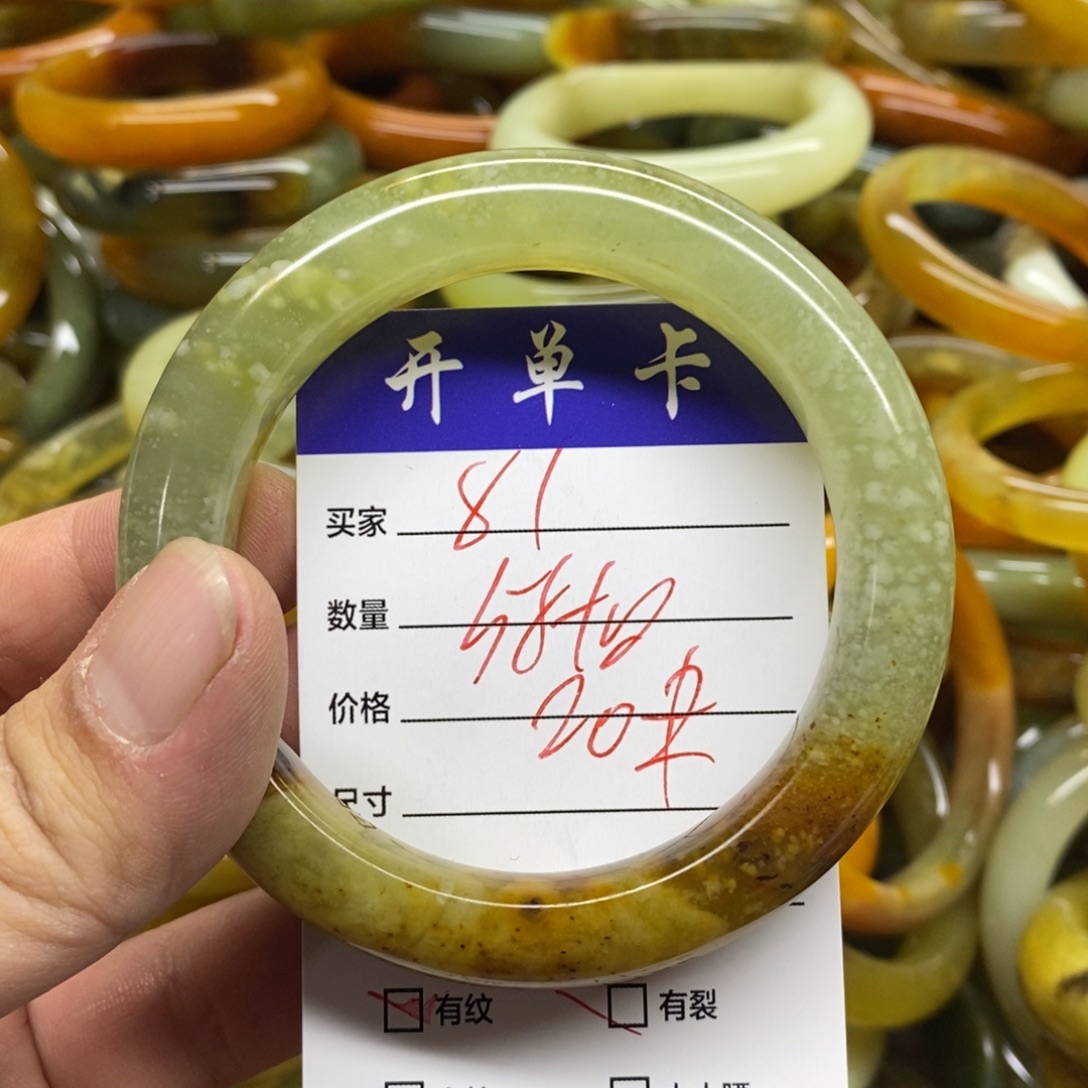 开单卡
买家 81
数量
价格 20
尺寸
有纹 有裂